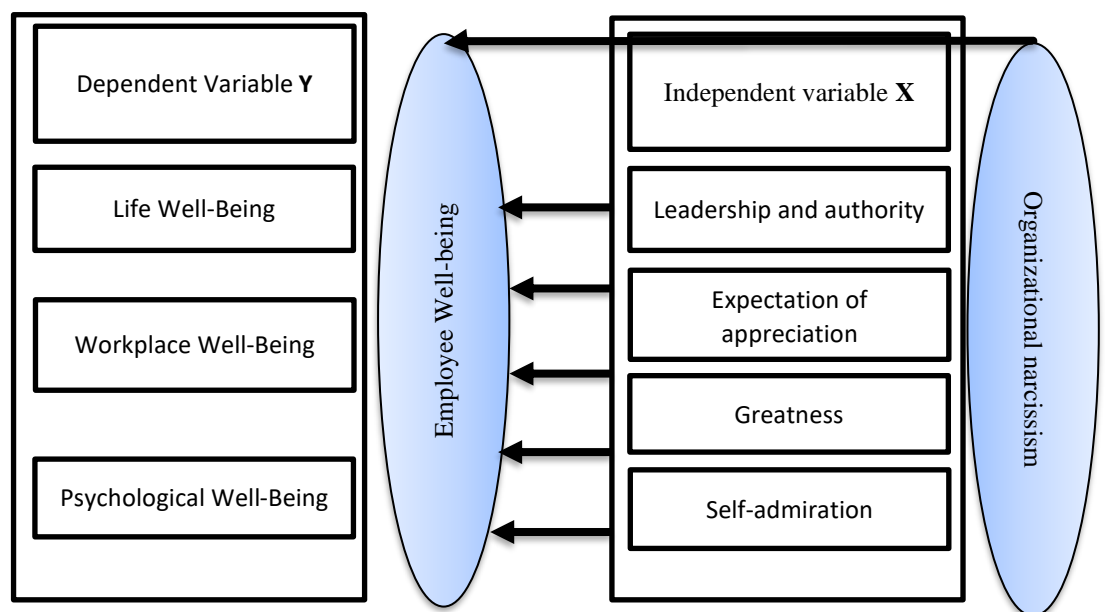 Dependent Variable Y
Life Well-Being
Workplace Well-Being
Psychological Well-Being
Employee Well-being
Independent variable X
Leadership and authority
Expectation of
appreciation
Greatness
Self-admiration
Organizational narcissism